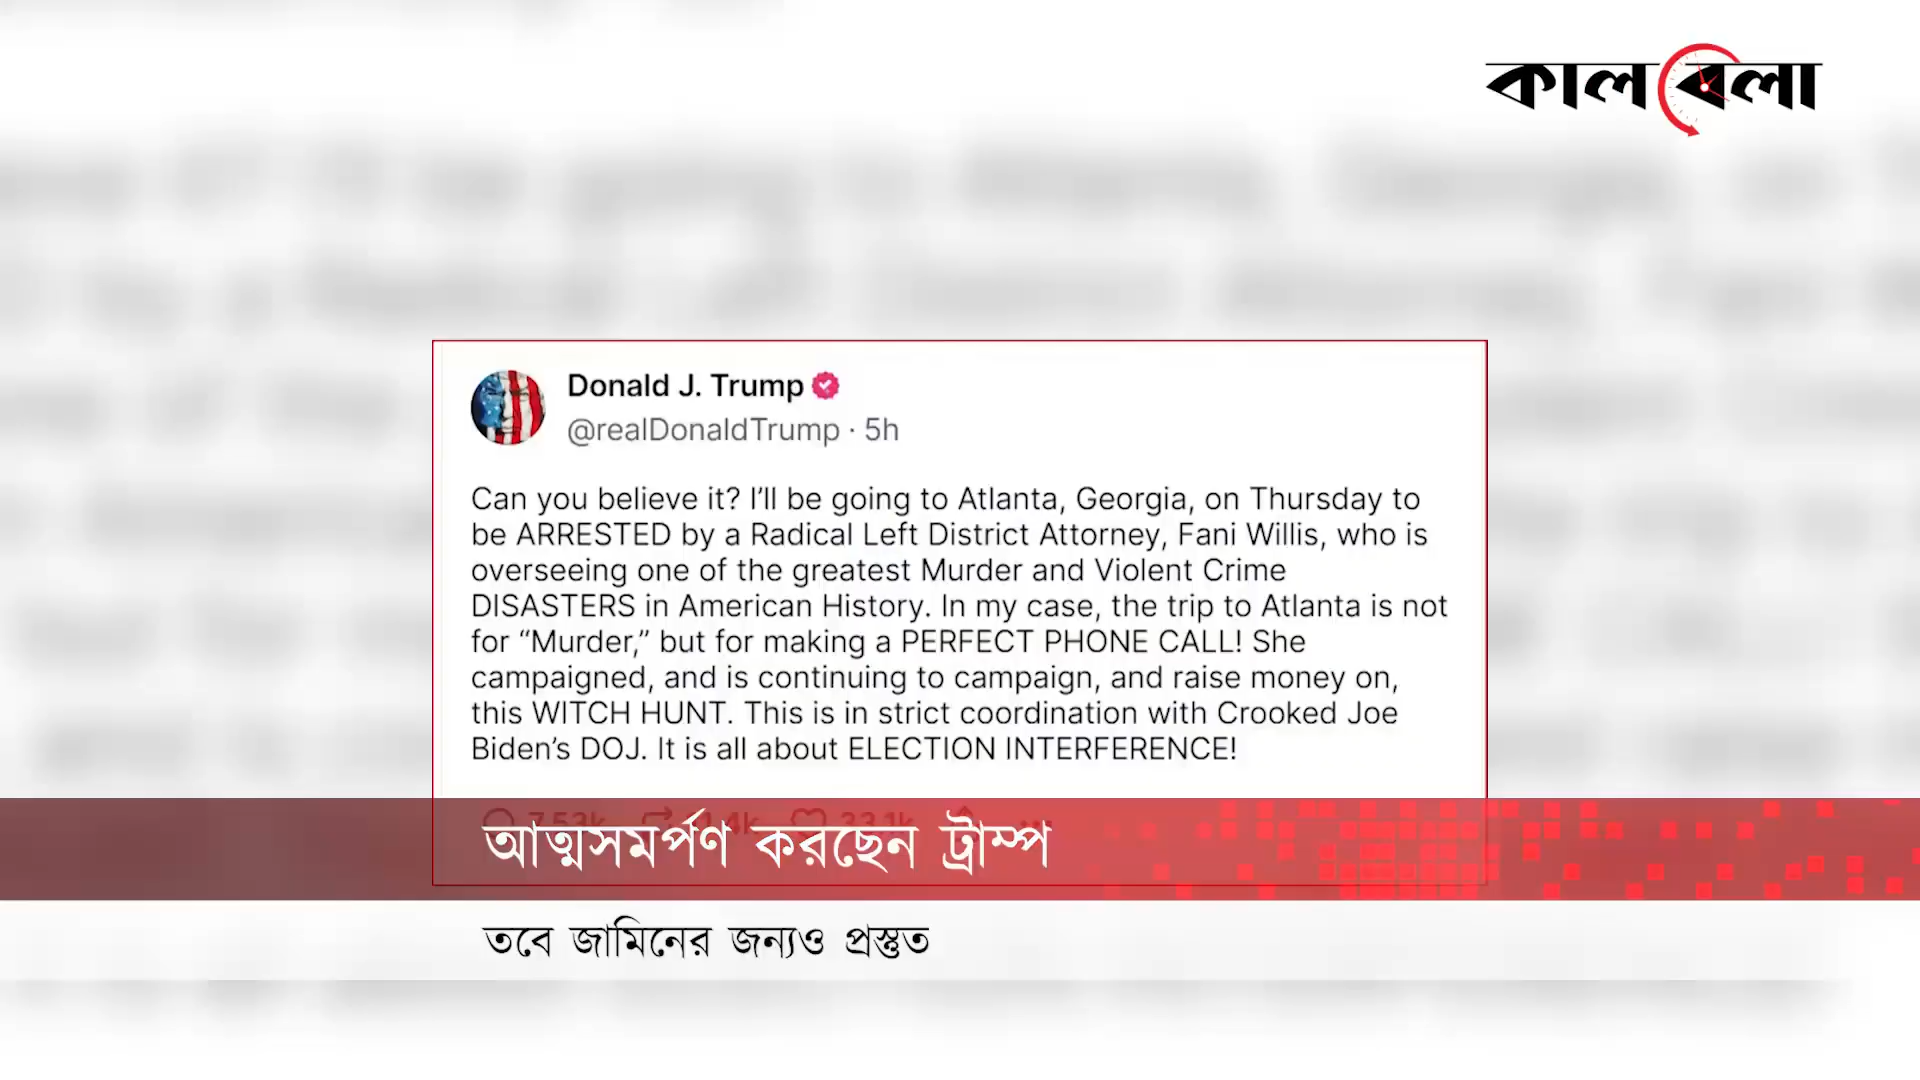 কালবেলা
Donald J. Trump
@realDonaldTrump · 5h
Can you believe it? I’ll be going to Atlanta, Georgia, on Thursday to
be ARRESTED by a Radical Left District Attorney, Fani Willis, who is
overseeing one of the greatest Murder and Violent Crime
DISASTERS in American History. In my case, the trip to Atlanta is not
for “Murder,” but for making a PERFECT PHONE CALL! She
campaigned, and is continuing to campaign, and raise money on,
this WITCH HUNT. This is in strict coordination with Crooked Joe
Biden’s DOJ. It is all about ELECTION INTERFERENCE!
আত্মসমর্পণ করছেন ট্রাম্প
তবে জামিনের জন্যও প্রস্তুত